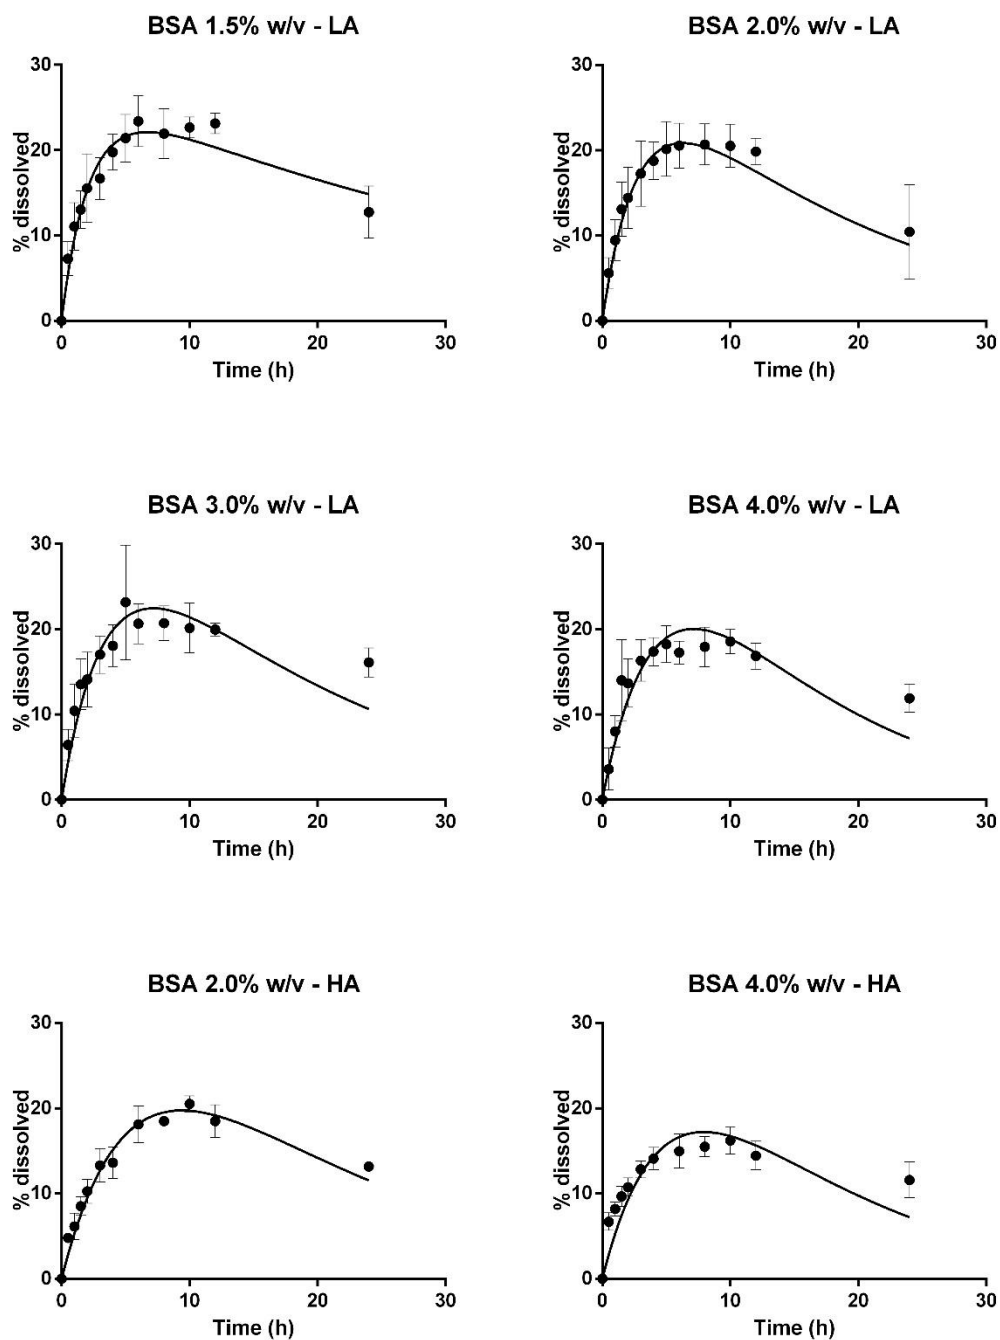 BSA 1.5% w/v - LA
% dissolved
30
20
10
0
0 10 20 30
Time (h)
BSA 2.0% w/v - LA
% dissolved
30
20
10
0
0 10 20 30
Time (h)
BSA 3.0% w/v - LA
% dissolved
30
20
10
0
0 10 20 30
Time (h)
BSA 4.0% w/v - LA
% dissolved
30
20
10
0
0 10 20 30
Time (h)
BSA 2.0% w/v - HA
% dissolved
30
20
10
0
0 10 20 30
Time (h)
BSA 4.0% w/v - HA
% dissolved
30
20
10
0
0 10 20 30
Time (h)